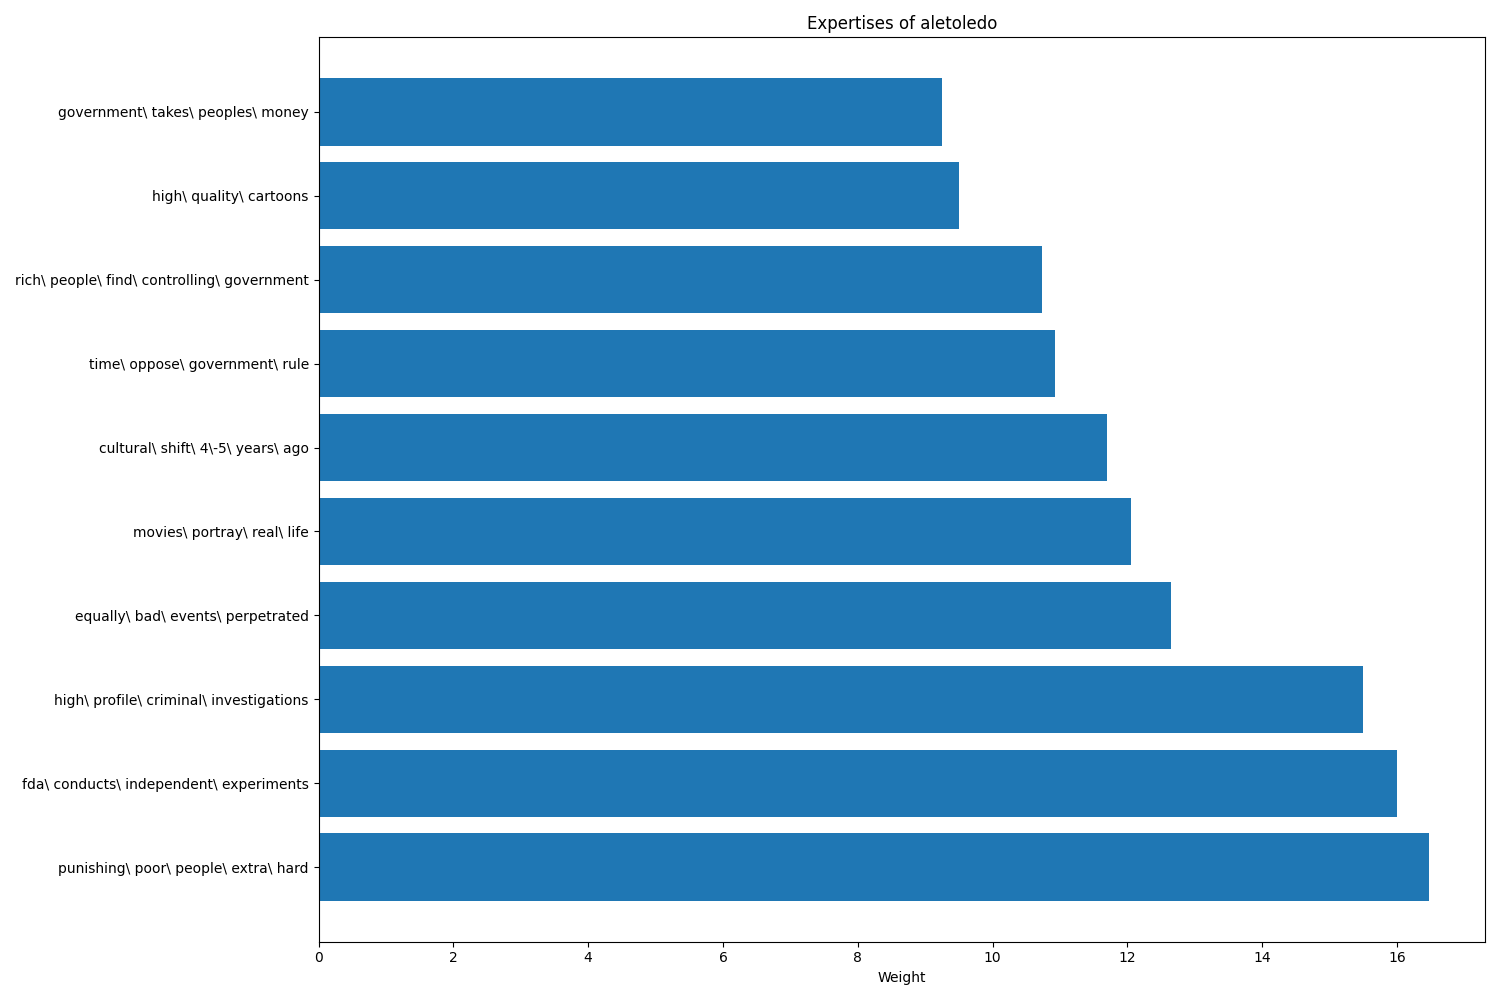 Expertises of aletoledo
government\ takes\ peoples\ money
high\ quality\ cartoons
rich\ people\ find\ controlling\ government
time\ oppose\ government\ rule
cultural\ shift\ 4\-5\ years\ ago
movies\ portray\ real\ life
equally\ bad\ events\ perpetrated
high\ profile\ criminal\ investigations
fda\ conducts\ independent\ experiments
punishing\ poor\ people\ extra\ hard
0 2 4 6 8 10 12 14 16
Weight